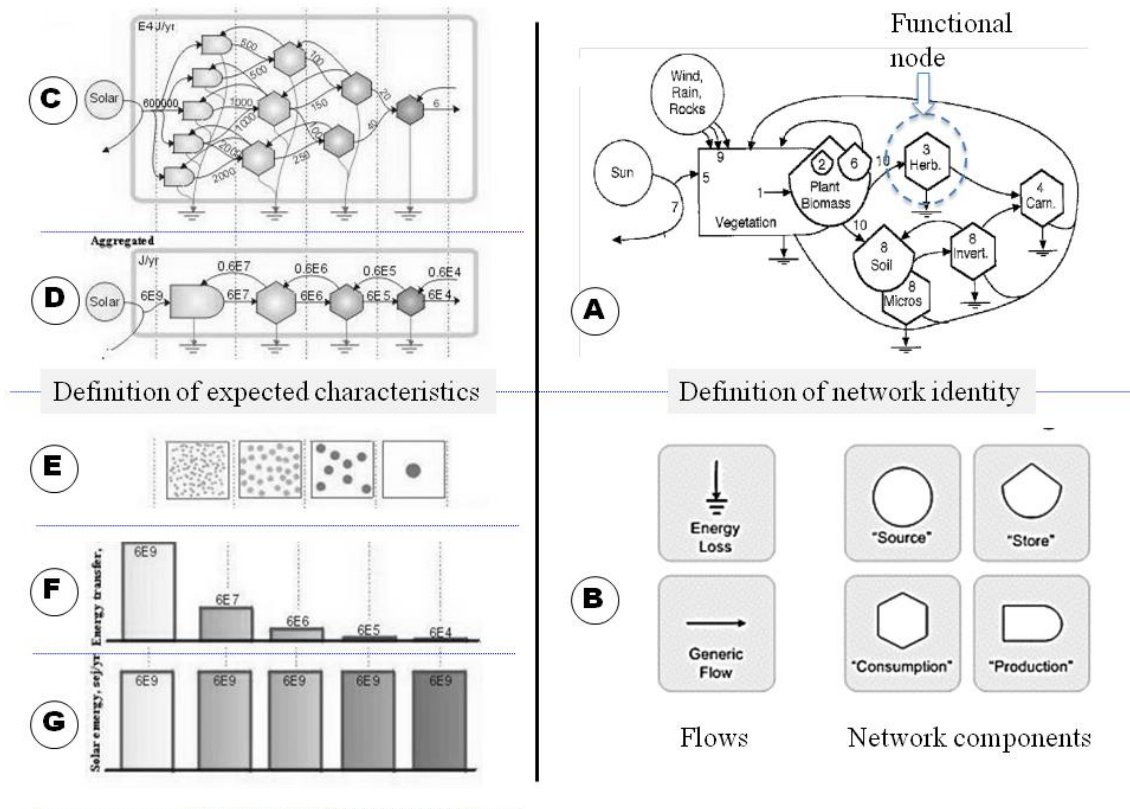 C
E4 J/yr
Solar
600000
500
500
1000
1000
2000
2000
100
150
100
250
20
40
6
Aggregated
D
J/yr
Solar
6E9
0.6E7
6E7
0.6E6
6E6
0.6E5
6E5
0.6E4
6E4
Definition of expected characteristics
E
F
Energy transfer,
6E9
6E7
6E6
6E5
6E4
G
Solar emergy, sej/yr
6E9
6E9
6E9
6E9
6E9
Functional
node
Wind,
Rain,
Rocks
Sun
9
5
7
1
2
6
Plant
Biomass
Vegetation
10
3
Herb.
4
Carn.
10
8
Soil
8
Invert.
8
Micros
A
Definition of network identity
B
Energy
Loss
"Source"
"Store"
Generic
Flow
"Consumption"
"Production"
Flows
Network components